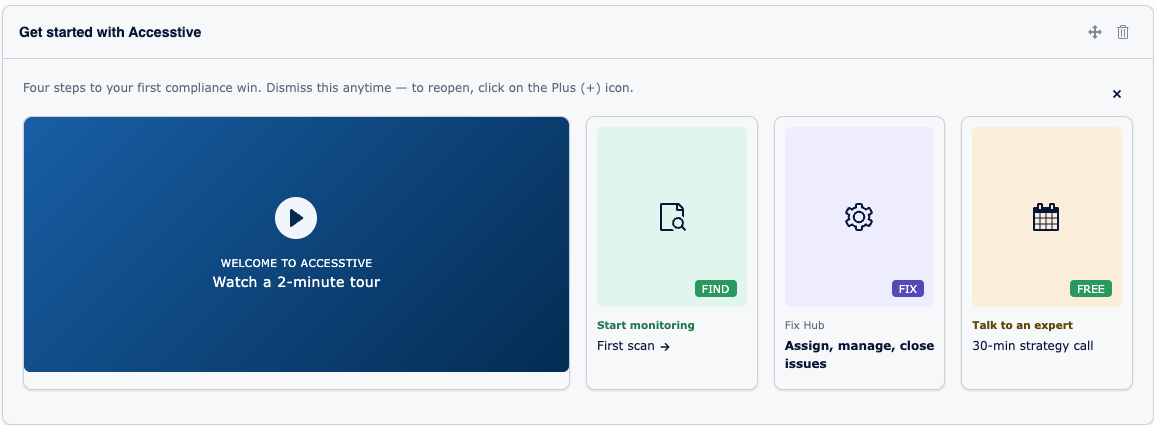 Get started with Accesstive
Four steps to your first compliance win. Dismiss this anytime — to reopen, click on the Plus (+) icon.
WELCOME TO ACCESSTIVE
Watch a 2-minute tour
FIND
Start monitoring
First scan →
FIX
Fix Hub
Assign, manage, close
issues
FREE
Talk to an expert
30-min strategy call